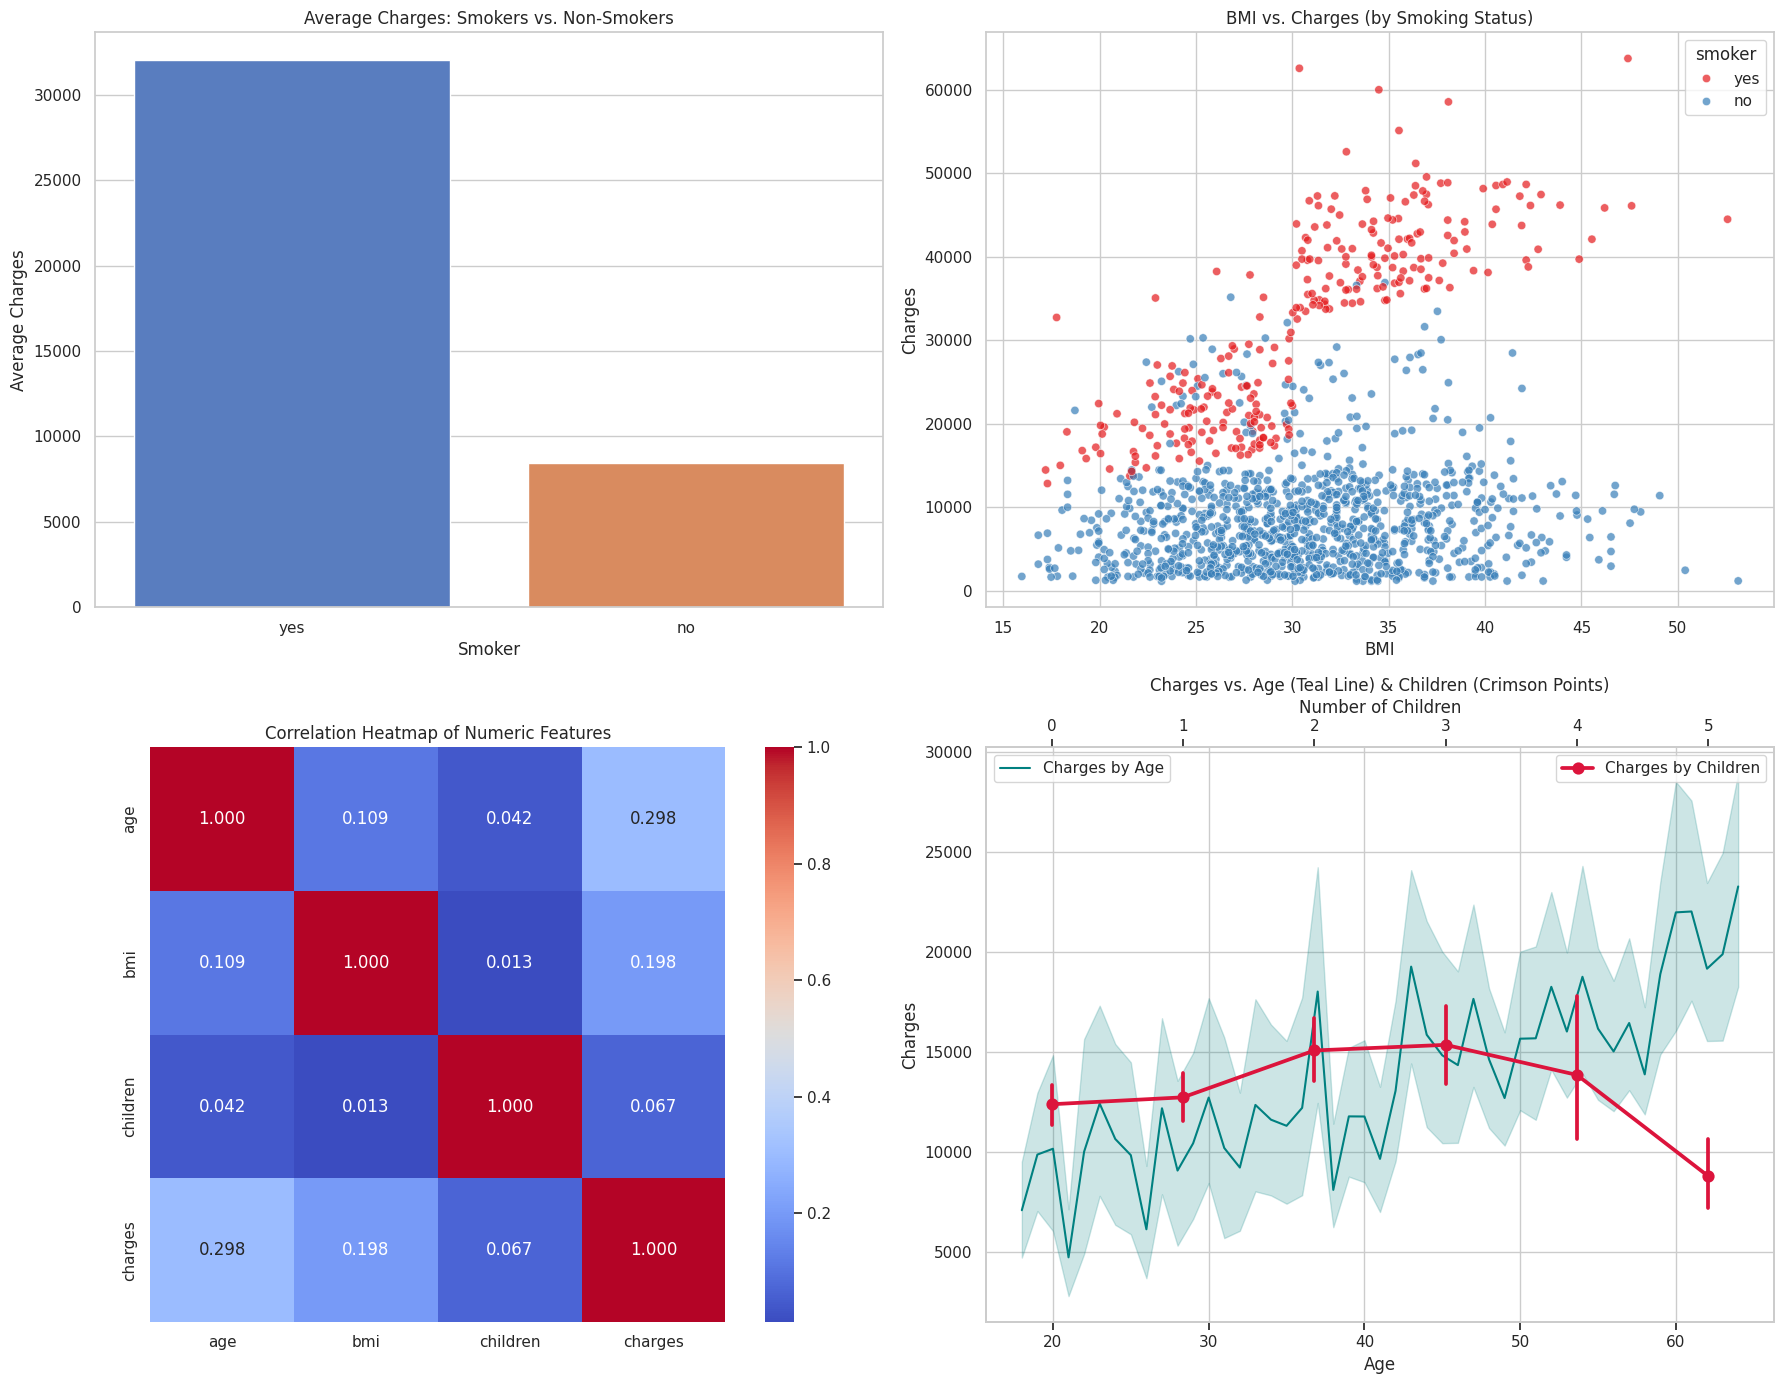 Average Charges: Smokers vs. Non-Smokers
Average Charges
30000
25000
20000
15000
10000
5000
0
yes no
Smoker
BMI vs. Charges (by Smoking Status)
smoker
yes
no
Charges
60000
50000
40000
30000
20000
10000
0
15 20 25 30 35 40 45 50
BMI
Correlation Heatmap of Numeric Features
age
1.000 0.109 0.042 0.298
bmi
0.109 1.000 0.013 0.198
children
0.042 0.013 1.000 0.067
charges
0.298 0.198 0.067 1.000
age bmi children charges
1.0
0.8
0.6
0.4
0.2
Charges vs. Age (Teal Line) & Children (Crimson Points)
Number of Children
0 1 2 3 4 5
Charges by Age
Charges by Children
Charges
30000
25000
20000
15000
10000
5000
20 30 40 50 60
Age